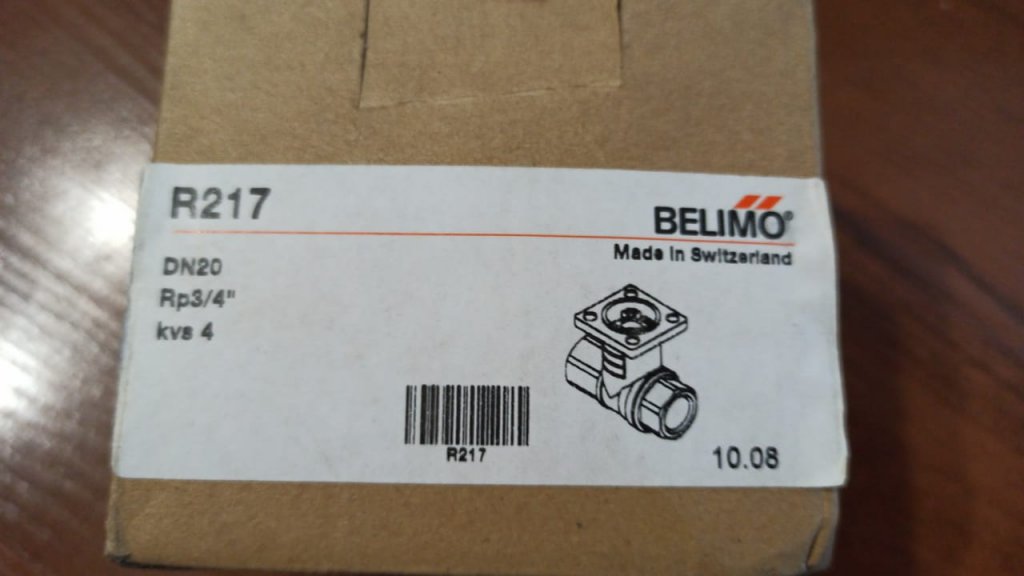 R217
BELIMO®
Made in Switzerland
DN20
Rp3/4"
kvs 4
R217
10.08